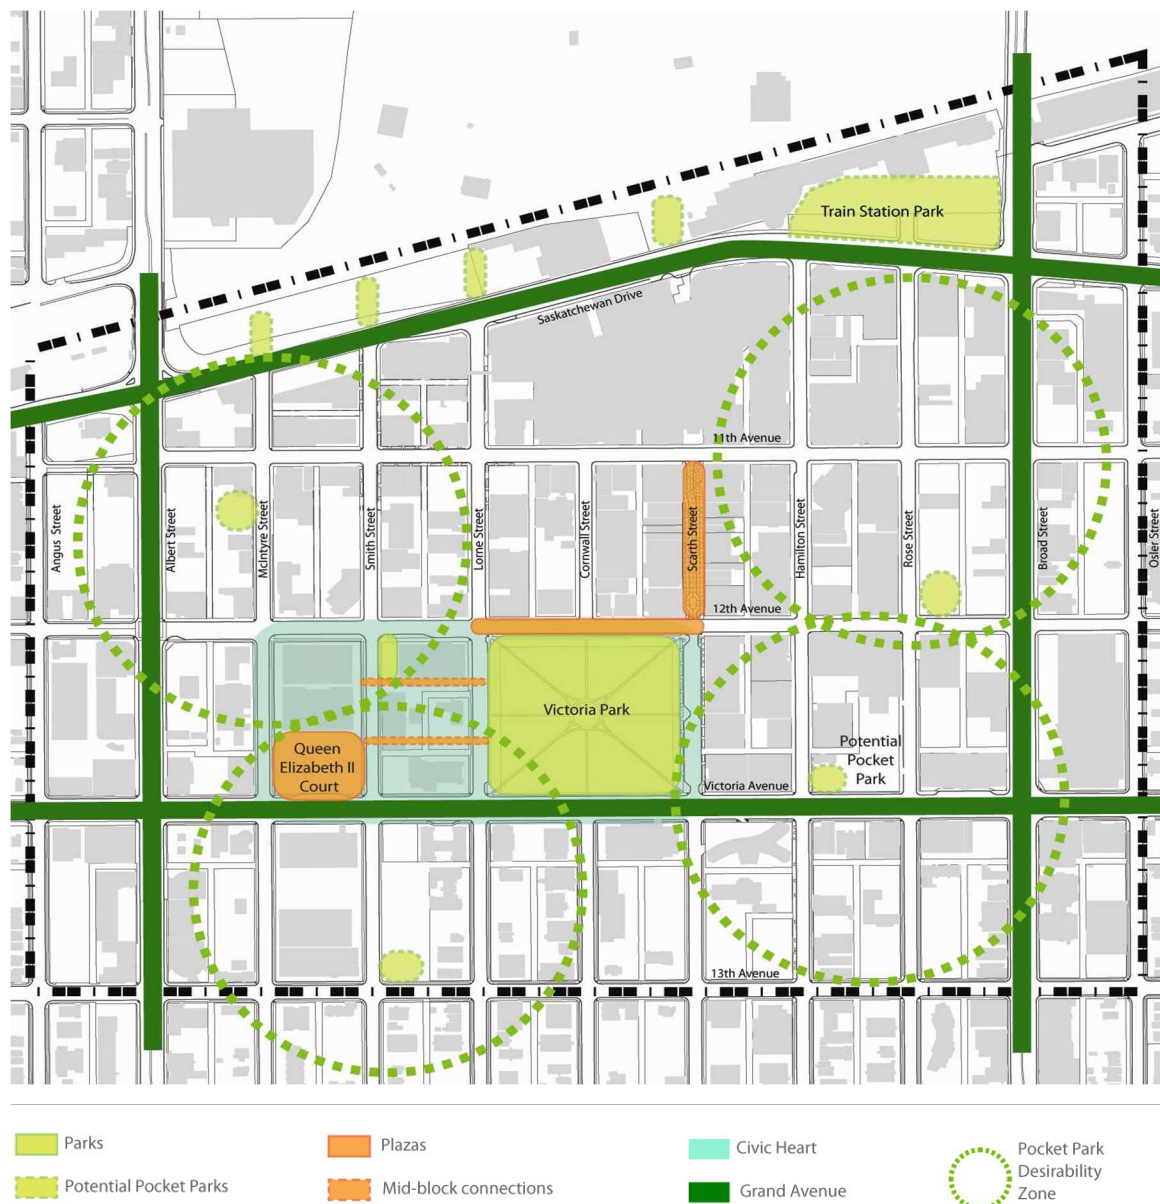 Train Station Park
Saskatchewan Drive
11th Avenue
Angus Street
Albert Street
McIntyre Street
Smith Street
Lorne Street
Cornwall Street
Scarth Street
Hamilton Street
Rose Street
Broad Street
Osler Street
12th Avenue
Victoria Park
Queen
Elizabeth II
Court
Potential
Pocket
Park
Victoria Avenue
13th Avenue
Parks
Plazas
Civic Heart
Pocket Park
Desirability
Zone
Potential Pocket Parks
Mid-block connections
Grand Avenue